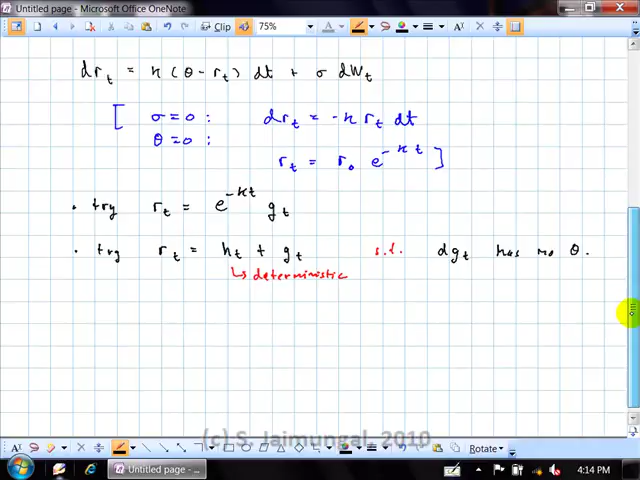 Untitled page - Microsoft Office OneNote
75%
Clip
dr_t = κ (θ - r_t) dt + σ dW_t
[ σ=0 : dr_t = -κ r_t dt
θ=0 : r_t = r_0 e^{-κt} ]
• try r_t = e^{-κt} g_t
• try r_t = h_t + g_t s.t. dg_t has no θ.
↳ deterministic
(c) S. Jaimungal, 2010
Rotate
Untitled page - ...
4:14 PM